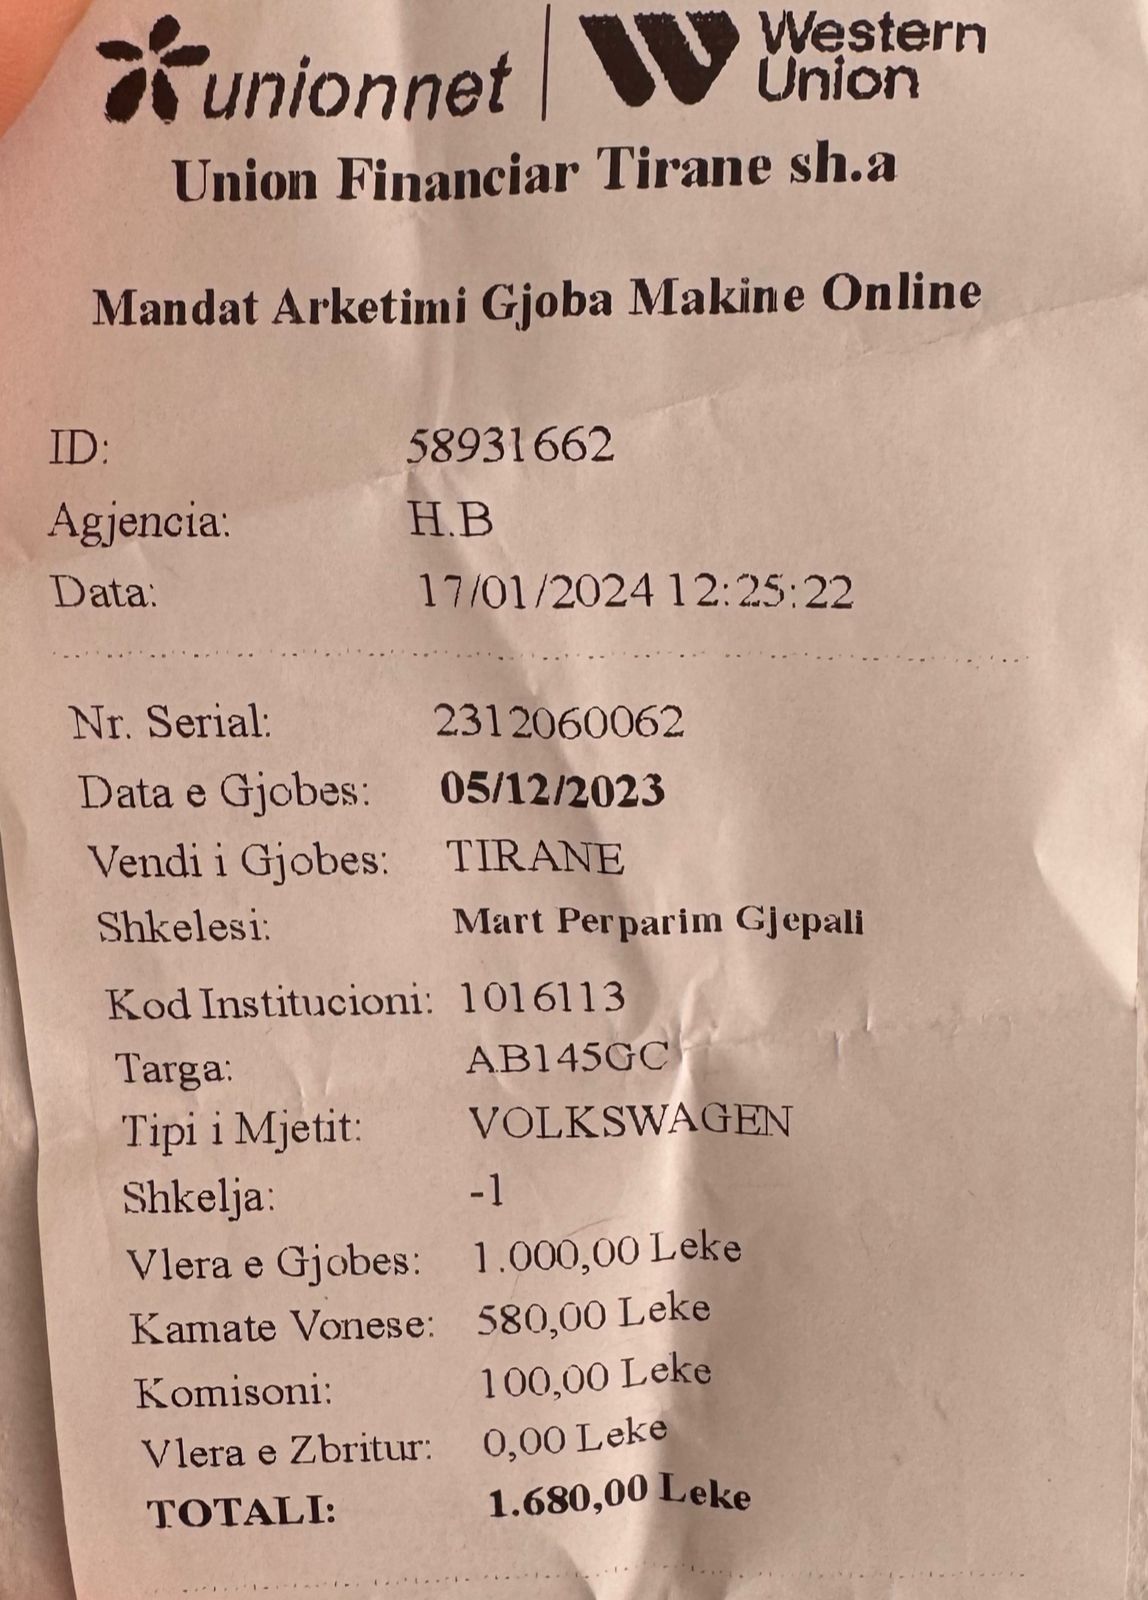 unionnet | Western Union
Union Financiar Tirane sh.a
Mandat Arketimi Gjoba Makine Online
ID: 58931662
Agjencia: H.B
Data: 17/01/2024 12:25:22
Nr. Serial: 2312060062
Data e Gjobes: 05/12/2023
Vendi i Gjobes: TIRANE
Shkelesi: Mart Perparim Gjepali
Kod Institucioni: 1016113
Targa: AB145GC
Tipi i Mjetit: VOLKSWAGEN
Shkelja: -1
Vlera e Gjobes: 1.000,00 Leke
Kamate Vonese: 580,00 Leke
Komisoni: 100,00 Leke
Vlera e Zbritur: 0,00 Leke
TOTALI: 1.680,00 Leke